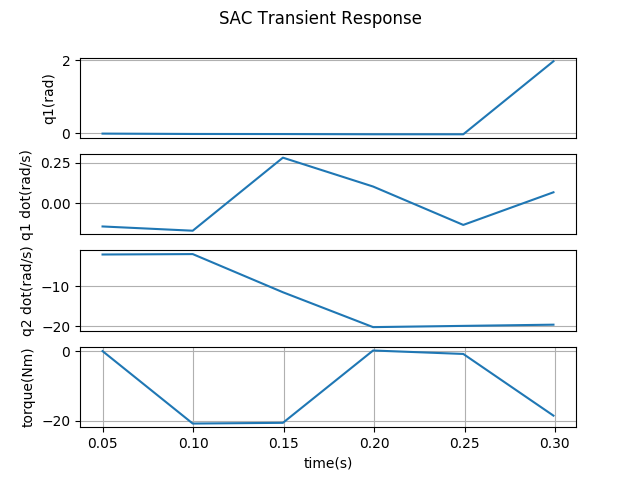 SAC Transient Response
q1(rad)
2
0
q1 dot(rad/s)
0.25
0.00
q2 dot(rad/s)
−10
−20
torque(Nm)
0
−20
0.05 0.10 0.15 0.20 0.25 0.30
time(s)